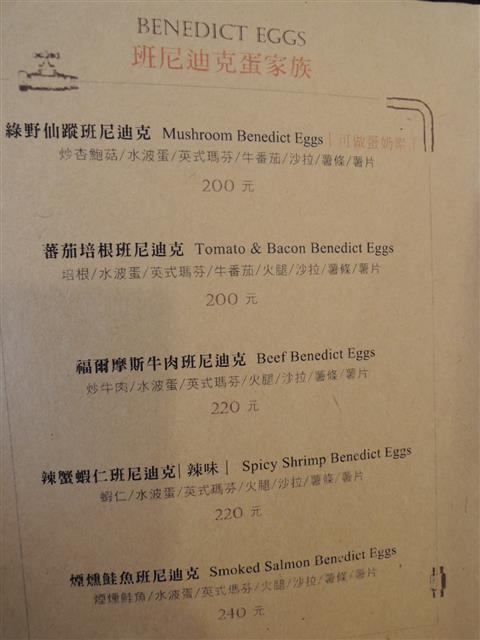 BENEDICT EGGS
班尼迪克蛋家族
綠野仙蹤班尼迪克 Mushroom Benedict Eggs |可做蛋奶素|
炒杏鮑菇/水波蛋/英式瑪芬/牛番茄/沙拉/薯條/薯片
200 元
蕃茄培根班尼迪克 Tomato & Bacon Benedict Eggs
培根/水波蛋/英式瑪芬/牛番茄/火腿/沙拉/薯條/薯片
200 元
福爾摩斯牛肉班尼迪克 Beef Benedict Eggs
炒牛肉/水波蛋/英式瑪芬/火腿/沙拉/薯條/薯片
220 元
辣蟹蝦仁班尼迪克|辣味| Spicy Shrimp Benedict Eggs
蝦仁/水波蛋/英式瑪芬/火腿/沙拉/薯條/薯片
220 元
煙燻鮭魚班尼迪克 Smoked Salmon Benedict Eggs
煙燻鮭魚/水波蛋/英式瑪芬/火腿/沙拉/薯條/薯片
240 元